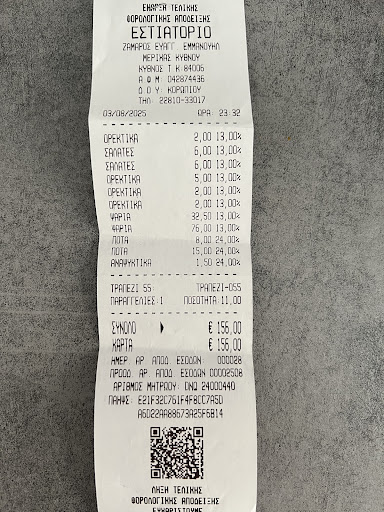 ΕΝΑΡΞΗ ΤΕΛΙΚΗΣ
ΦΟΡΟΛΟΓΙΚΗΣ ΑΠΟΔΕΙΞΗΣ
ΕΣΤΙΑΤΟΡΙΟ
ΖΑΜΑΡΟΣ ΕΥΑΓΓ. ΕΜΜΑΝΟΥΗΛ
ΜΕΡΙΧΑΣ ΚΥΘΝΟΥ
ΚΥΘΝΟΣ Τ.Κ 84006
Α Φ Μ: 042874436
Δ.Ο.Υ: ΚΟΡΩΠΙΟΥ
ΤΗΛ: 22810-33017
03/08/2025 ΩΡΑ: 23:32
ΟΡΕΚΤΙΚΑ 2,00 13,00%
ΣΑΛΑΤΕΣ 6,00 13,00%
ΣΑΛΑΤΕΣ 6,00 13,00%
ΟΡΕΚΤΙΚΑ 5,00 13,00%
ΟΡΕΚΤΙΚΑ 2,00 13,00%
ΟΡΕΚΤΙΚΑ 2,00 13,00%
ΨΑΡΙΑ 32,50 13,00%
ΨΑΡΙΑ 76,00 13,00%
ΠΟΤΑ 8,00 24,00%
ΠΟΤΑ 15,00 24,00%
ΑΝΑΨΥΚΤΙΚΑ 1,50 24,00%
ΤΡΑΠΕΖΙ 55: ΤΡΑΠΕΖΙ-055
ΠΑΡΑΓΓΕΛΙΕΣ:1 ΠΟΣΟΤΗΤΑ:11,00
ΣΥΝΟΛΟ € 156,00
ΚΑΡΤΑ € 156,00
ΗΜΕΡ. ΑΡ. ΑΠΟΔ. ΕΣΟΔΩΝ: 000028
ΠΡΟΟΔ. ΑΡ. ΑΠΟΔ. ΕΣΟΔΩΝ 00002508
ΑΡΙΘΜΟΣ ΜΗΤΡΩΟΥ: DNQ 24000440
ΠΑΗΨΣ: E21F32C761F4F8CC7A5D
A6D22AA88673A25F6B14
ΛΗΞΗ ΤΕΛΙΚΗΣ
ΦΟΡΟΛΟΓΙΚΗΣ ΑΠΟΔΕΙΞΗΣ
ΕΥΧΑΡΙΣΤΟΥΜΕ